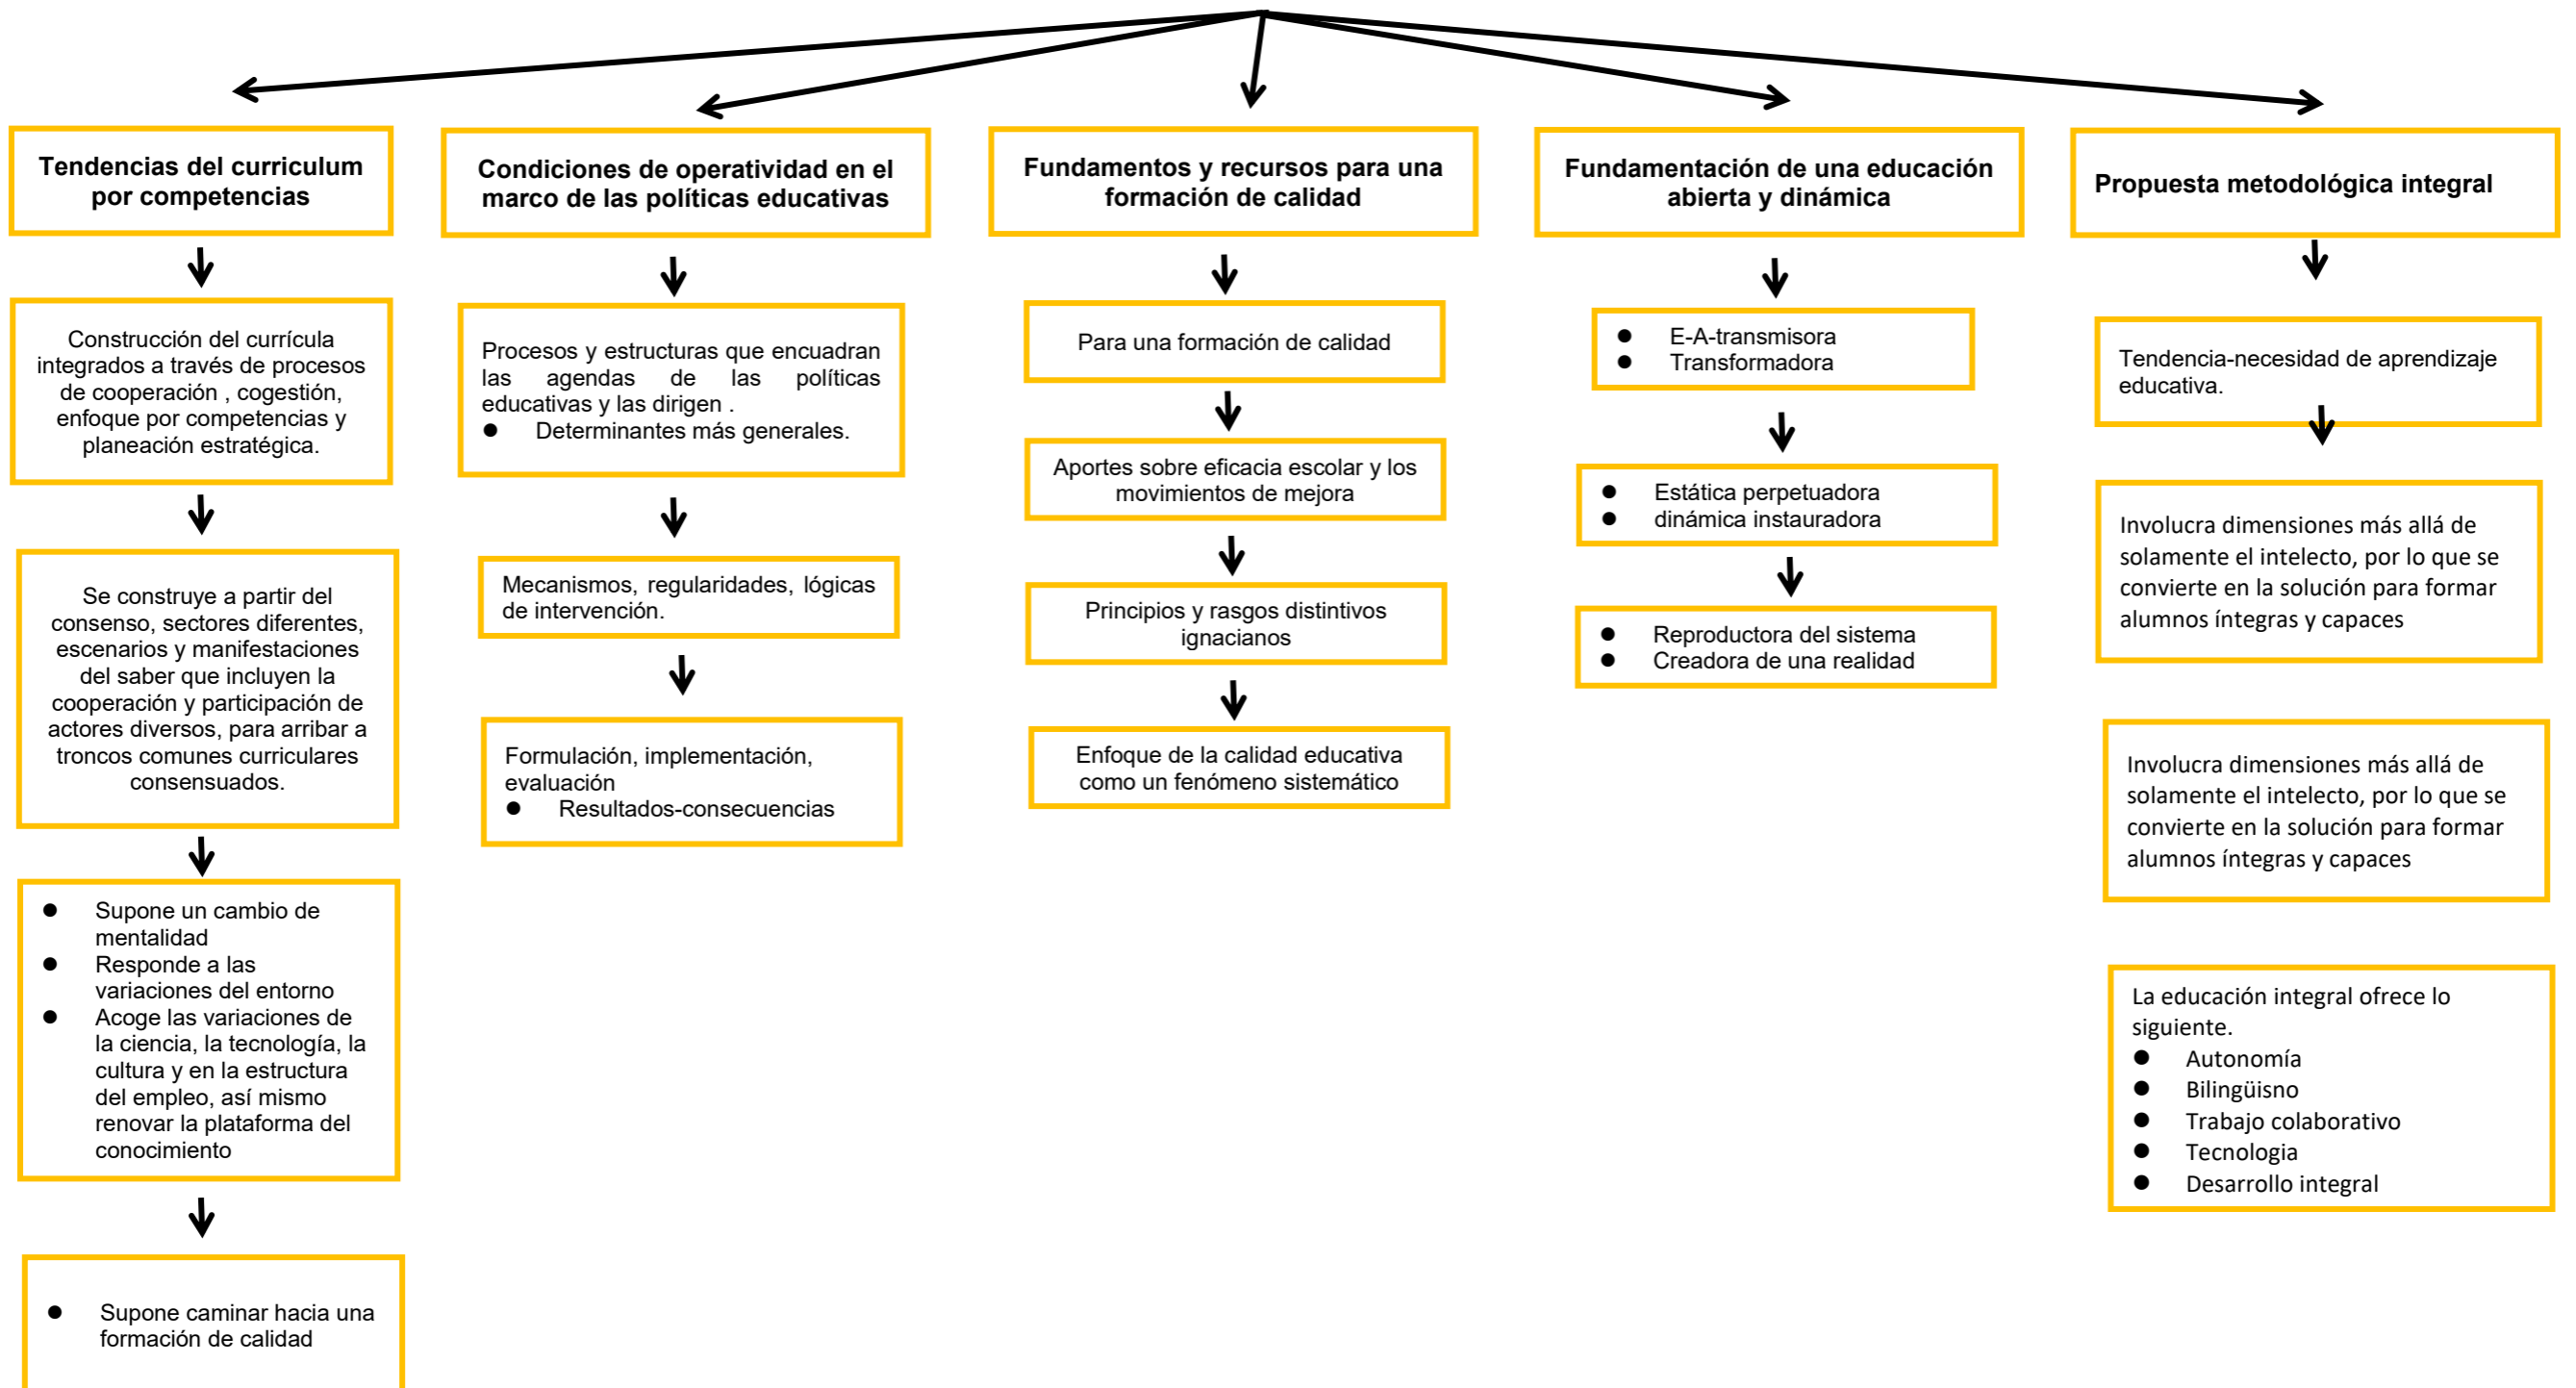 Tendencias del curriculum
por competencias
Construcción del currícula
integrados a través de procesos
de cooperación , cogestión,
enfoque por competencias y
planeación estratégica.
Se construye a partir del
consenso, sectores diferentes,
escenarios y manifestaciones
del saber que incluyen la
cooperación y participación de
actores diversos, para arribar a
troncos comunes curriculares
consensuados.
● Supone un cambio de
mentalidad
● Responde a las
variaciones del entorno
● Acoge las variaciones de
la ciencia, la tecnología, la
cultura y en la estructura
del empleo, así mismo
renovar la plataforma del
conocimiento
● Supone caminar hacia una
formación de calidad
Condiciones de operatividad en el
marco de las políticas educativas
Procesos y estructuras que encuadran
las agendas de las políticas
educativas y las dirigen .
● Determinantes más generales.
Mecanismos, regularidades, lógicas
de intervención.
Formulación, implementación,
evaluación
● Resultados-consecuencias
Fundamentos y recursos para una
formación de calidad
Para una formación de calidad
Aportes sobre eficacia escolar y los
movimientos de mejora
Principios y rasgos distintivos
ignacianos
Enfoque de la calidad educativa
como un fenómeno sistemático
Fundamentación de una educación
abierta y dinámica
● E-A-transmisora
● Transformadora
● Estática perpetuadora
● dinámica instauradora
● Reproductora del sistema
● Creadora de una realidad
Propuesta metodológica integral
Tendencia-necesidad de aprendizaje
educativa.
Involucra dimensiones más allá de
solamente el intelecto, por lo que se
convierte en la solución para formar
alumnos íntegras y capaces
Involucra dimensiones más allá de
solamente el intelecto, por lo que se
convierte en la solución para formar
alumnos íntegras y capaces
La educación integral ofrece lo
siguiente.
● Autonomía
● Bilingüisno
● Trabajo colaborativo
● Tecnologia
● Desarrollo integral